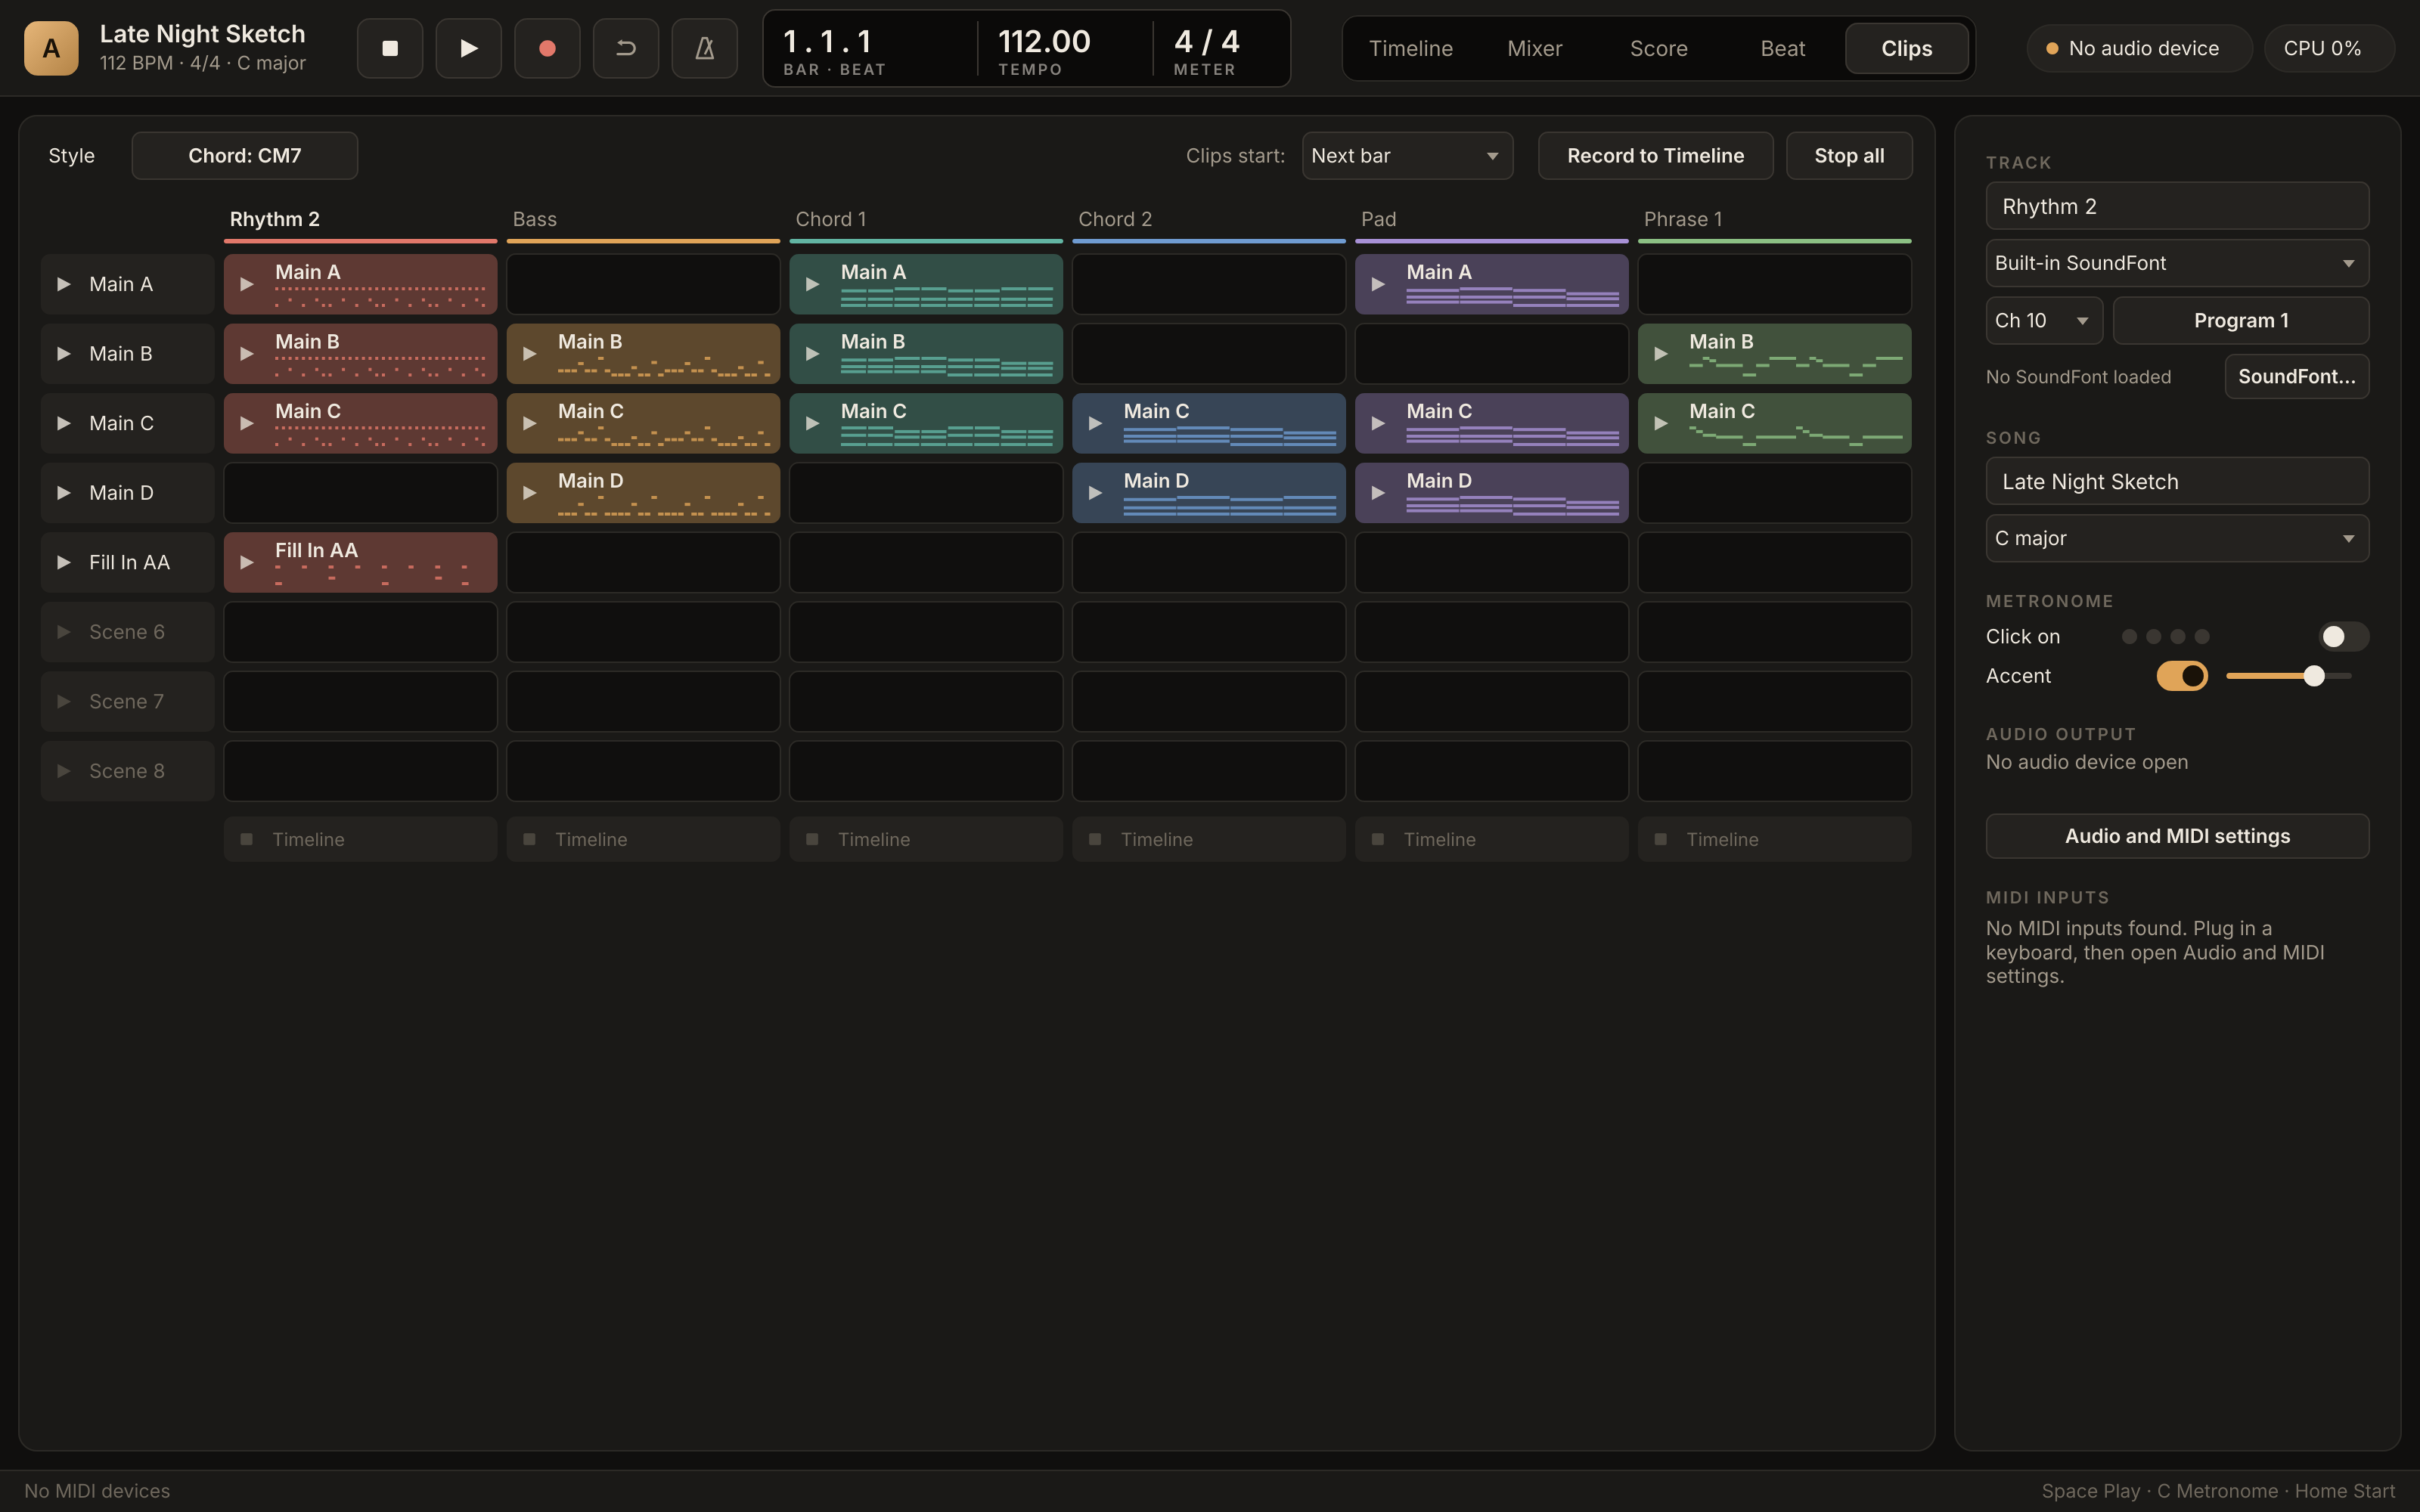 A
Late Night Sketch
112 BPM · 4/4 · C major
1 . 1 . 1
BAR · BEAT
112.00
TEMPO
4 / 4
METER
Timeline
Mixer
Score
Beat
Clips
No audio device
CPU 0%
Style
Chord: CM7
Clips start:
Next bar
Record to Timeline
Stop all
Rhythm 2
Bass
Chord 1
Chord 2
Pad
Phrase 1
Main A
Main A
Main A
Main A
Main B
Main B
Main B
Main B
Main B
Main C
Main C
Main C
Main C
Main C
Main C
Main C
Main D
Main D
Main D
Main D
Fill In AA
Fill In AA
Scene 6
Scene 7
Scene 8
Timeline
Timeline
Timeline
Timeline
Timeline
Timeline
TRACK
Rhythm 2
Built-in SoundFont
Ch 10
Program 1
No SoundFont loaded
SoundFont...
SONG
Late Night Sketch
C major
METRONOME
Click on
Accent
AUDIO OUTPUT
No audio device open
Audio and MIDI settings
MIDI INPUTS
No MIDI inputs found. Plug in a
keyboard, then open Audio and MIDI
settings.
No MIDI devices
Space Play · C Metronome · Home Start